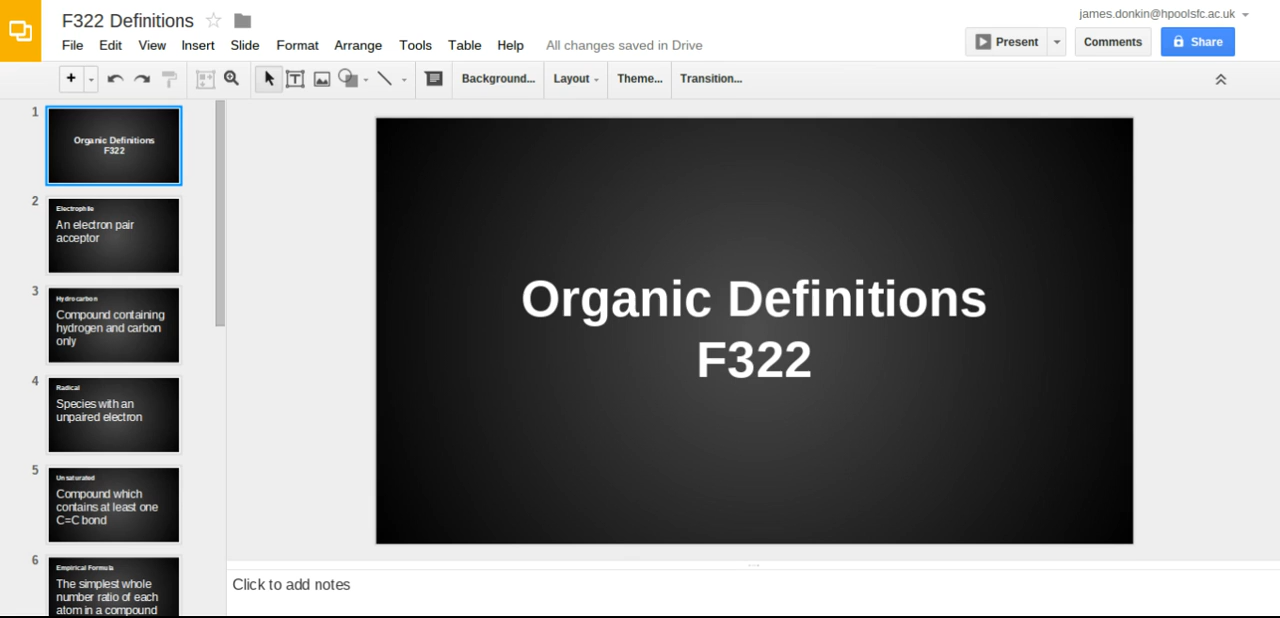 F322 Definitions
james.donkin@hpoolsfc.ac.uk
File Edit View Insert Slide Format Arrange Tools Table Help All changes saved in Drive
Present Comments Share
Background... Layout Theme... Transition...
1
Organic Definitions
F322
2
Electrophile
An electron pair
acceptor
3
Hydrocarbon
Compound containing
hydrogen and carbon
only
4
Radical
Species with an
unpaired electron
5
Unsaturated
Compound which
contains at least one
C=C bond
6
Empirical Formula
The simplest whole
number ratio of each
atom in a compound
Organic Definitions
F322
Click to add notes